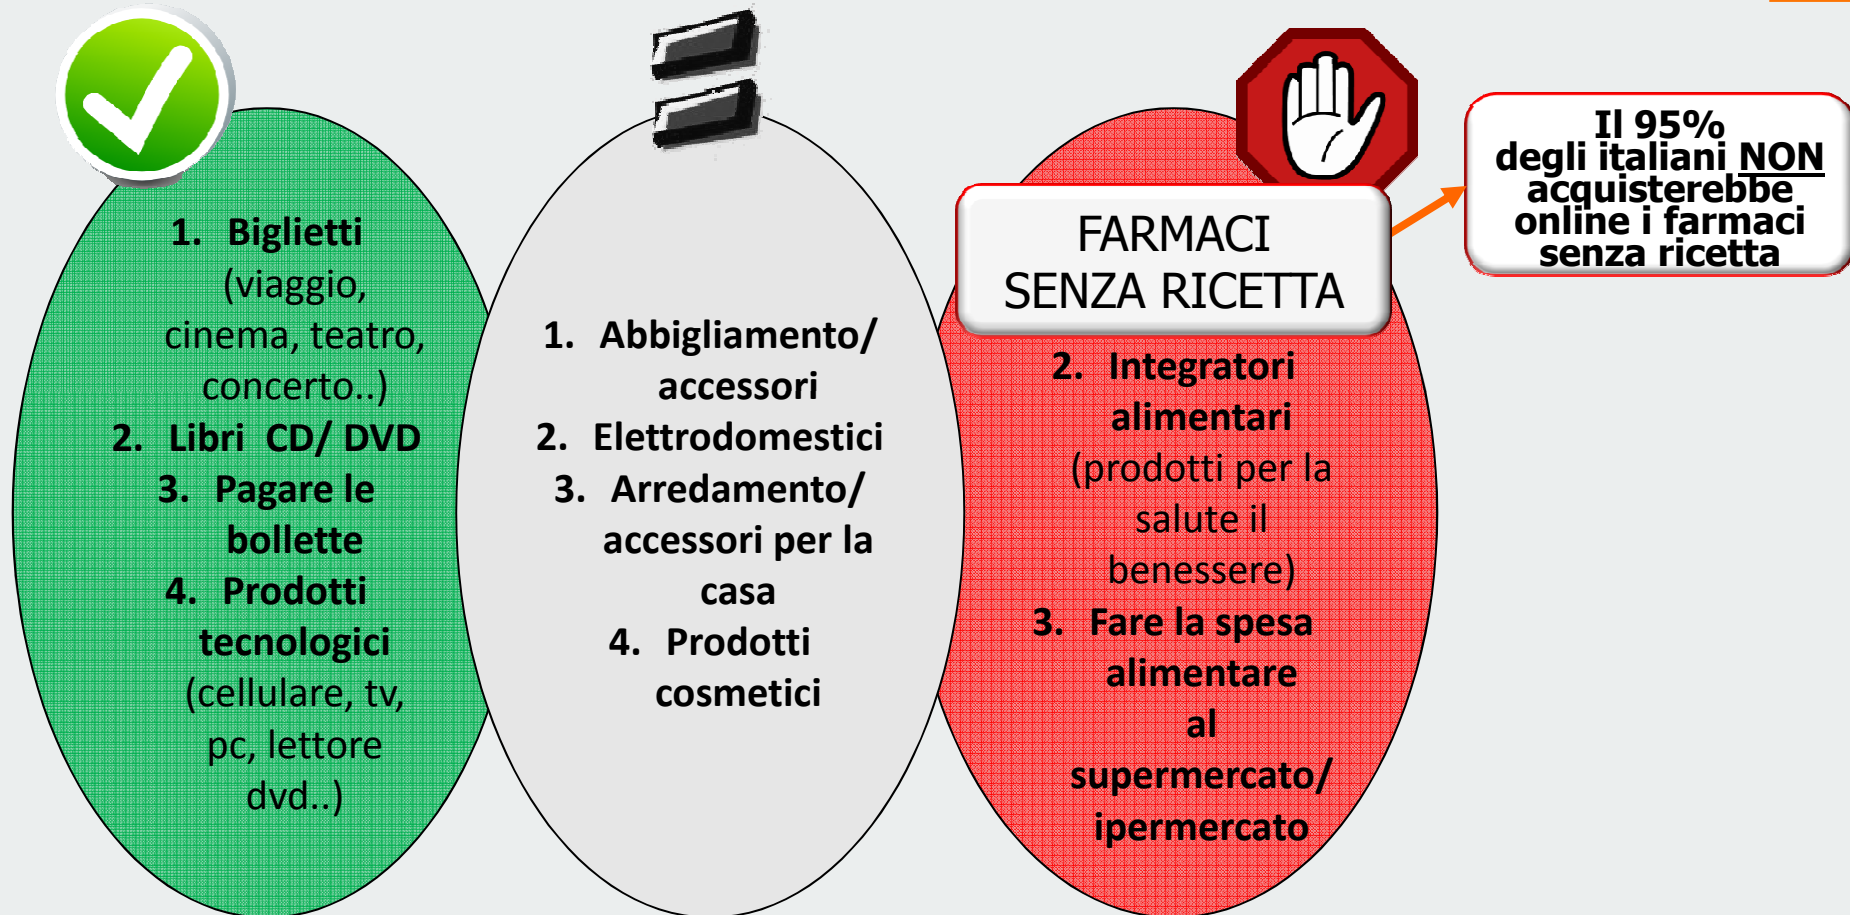 1. Biglietti
(viaggio,
cinema, teatro,
concerto..)
2. Libri CD/ DVD
3. Pagare le
bollette
4. Prodotti
tecnologici
(cellulare, tv,
pc, lettore
dvd..)
1. Abbigliamento/
accessori
2. Elettrodomestici
3. Arredamento/
accessori per la
casa
4. Prodotti
cosmetici
FARMACI
SENZA RICETTA
2. Integratori
alimentari
(prodotti per la
salute il
benessere)
3. Fare la spesa
alimentare
al
supermercato/
ipermercato
Il 95%
degli italiani NON
acquisterebbe
online i farmaci
senza ricetta